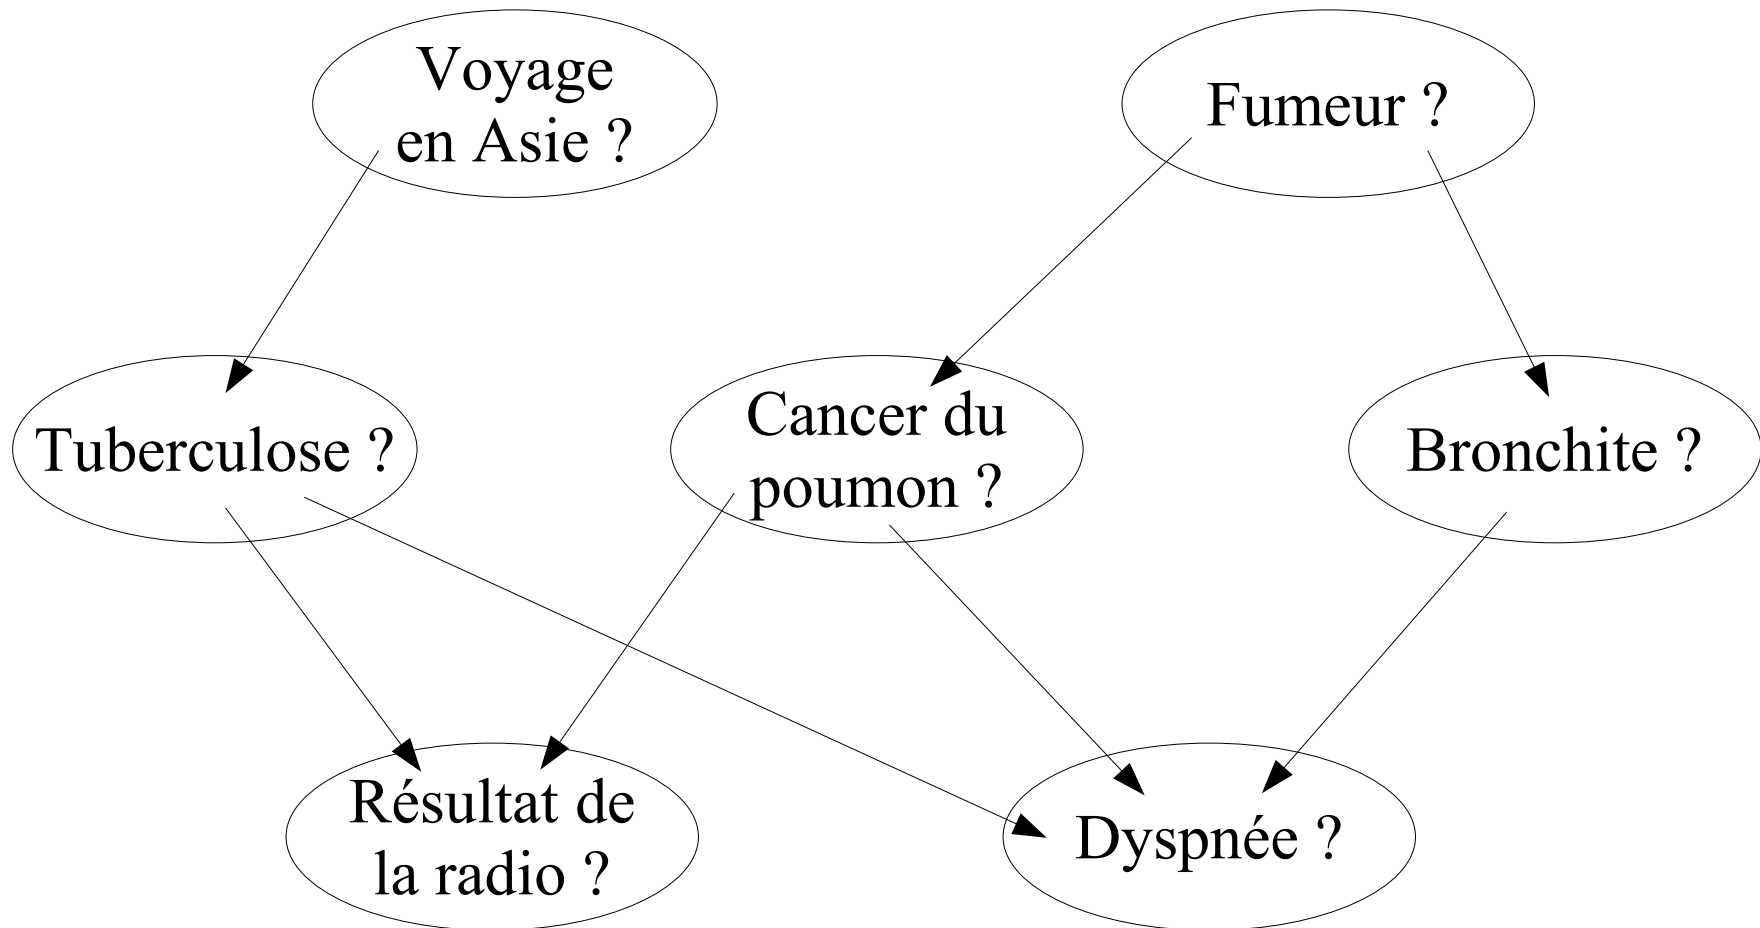 Voyage
en Asie ?
Fumeur ?
Tuberculose ?
Cancer du
poumon ?
Bronchite ?
Résultat de
la radio ?
Dyspnée ?